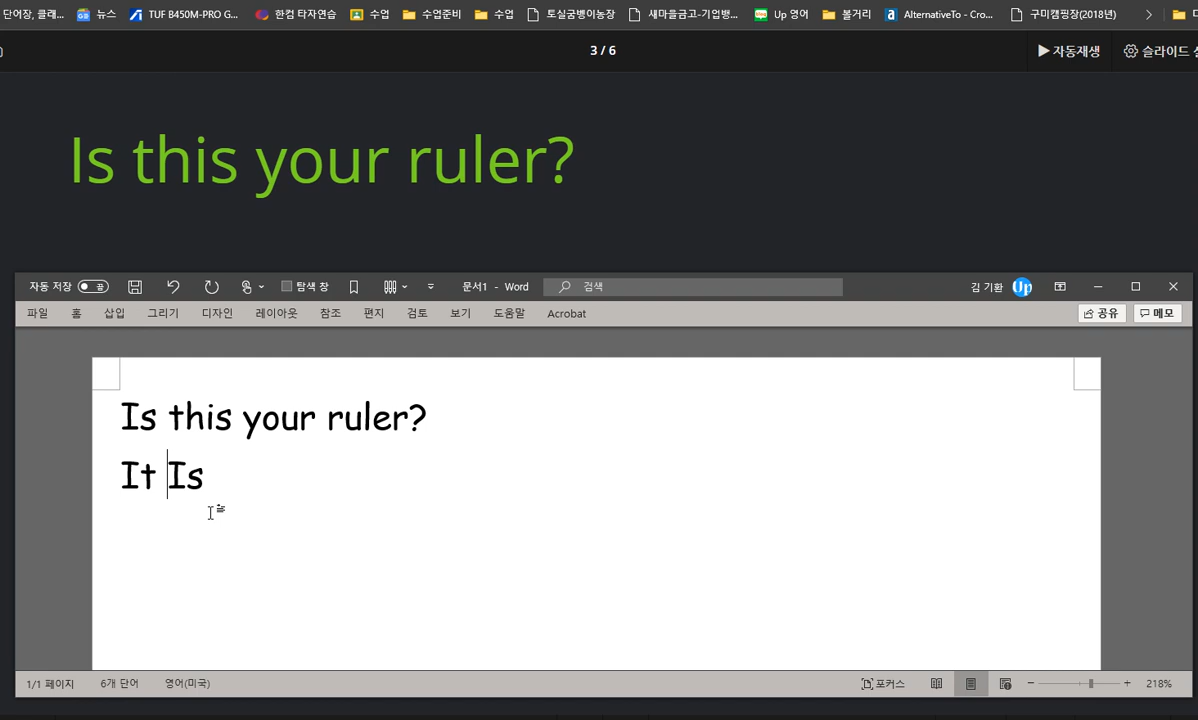 수단어장, 클래...
뉴스
TUF B450M-PRO G...
한컴 타자연습
수업
수업준비
수업
토실굼벵이농장
새마을금고-기업뱅...
Up 영어
볼거리
AlternativeTo - Cro...
구미캠핑장(2018년)
3 / 6
자동재생
슬라이드
Is this your ruler?
자동 저장 끔
탐색 창
문서1 - Word
검색
김 기환
Up
파일 홈 삽입 그리기 디자인 레이아웃 참조 편지 검토 보기 도움말 Acrobat
공유
메모
Is this your ruler?
It Is
1/1 페이지
6개 단어
영어(미국)
포커스
218%